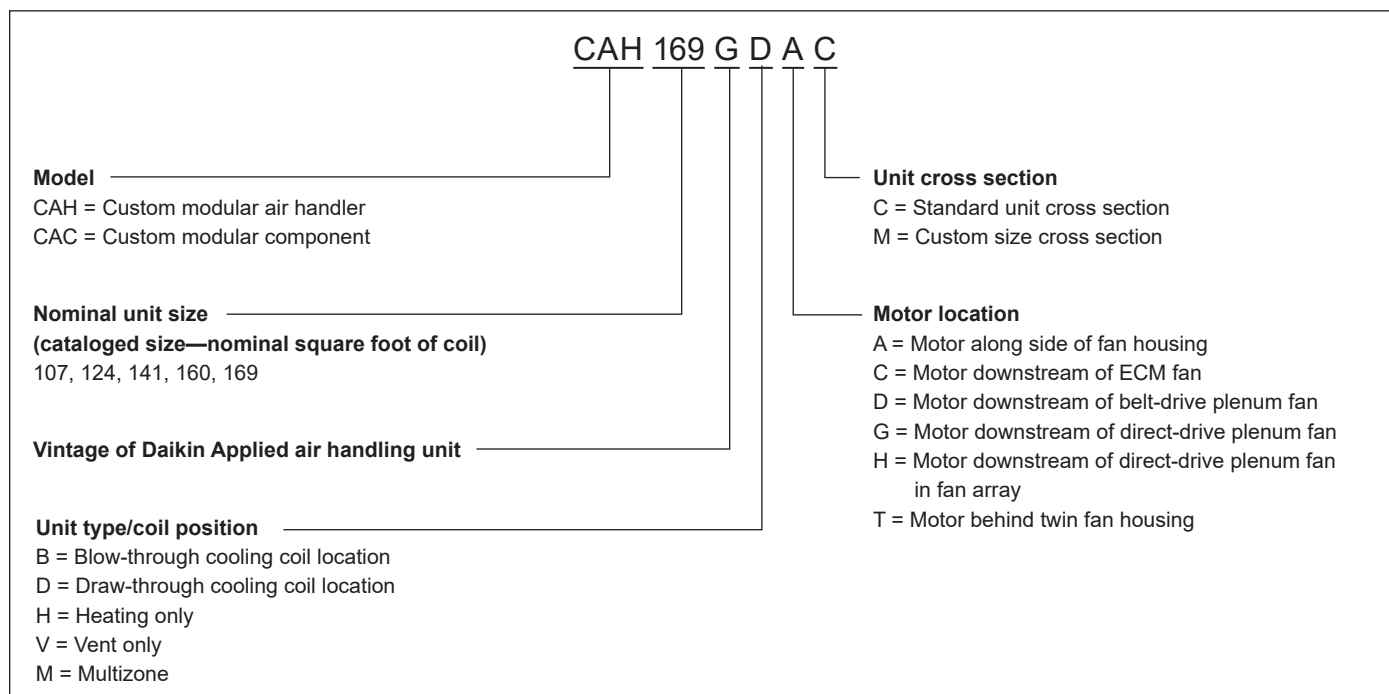 CAH 169 G D A C
Model
CAH = Custom modular air handler
CAC = Custom modular component
Nominal unit size
(cataloged size—nominal square foot of coil)
107, 124, 141, 160, 169
Vintage of Daikin Applied air handling unit
Unit type/coil position
B = Blow-through cooling coil location
D = Draw-through cooling coil location
H = Heating only
V = Vent only
M = Multizone
Unit cross section
C = Standard unit cross section
M = Custom size cross section
Motor location
A = Motor along side of fan housing
C = Motor downstream of ECM fan
D = Motor downstream of belt-drive plenum fan
G = Motor downstream of direct-drive plenum fan
H = Motor downstream of direct-drive plenum fan
in fan array
T = Motor behind twin fan housing